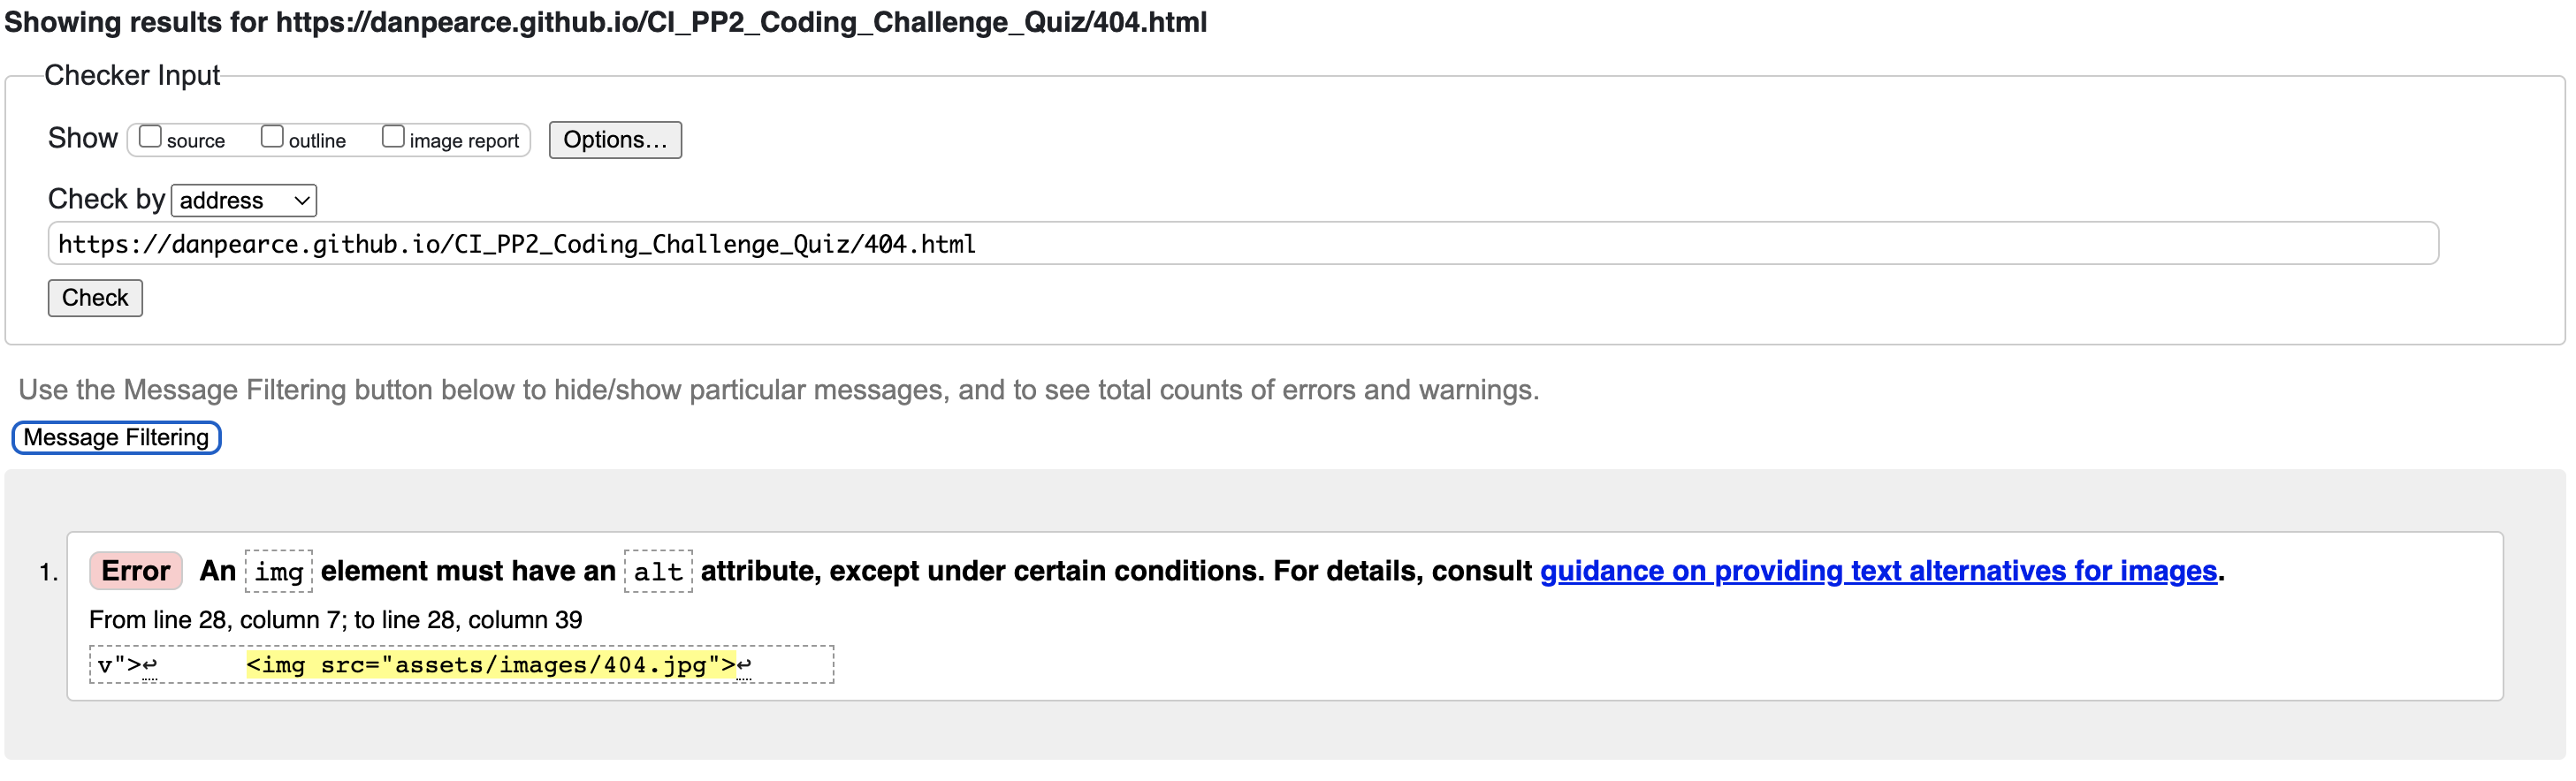 Showing results for https://danpearce.github.io/CI_PP2_Coding_Challenge_Quiz/404.html
Checker Input
Show source outline image report Options...
Check by address
https://danpearce.github.io/CI_PP2_Coding_Challenge_Quiz/404.html
Check
Use the Message Filtering button below to hide/show particular messages, and to see total counts of errors and warnings.
Message Filtering
1. Error An img element must have an alt attribute, except under certain conditions. For details, consult guidance on providing text alternatives for images.
From line 28, column 7; to line 28, column 39
v">↩ <img src="assets/images/404.jpg">↩